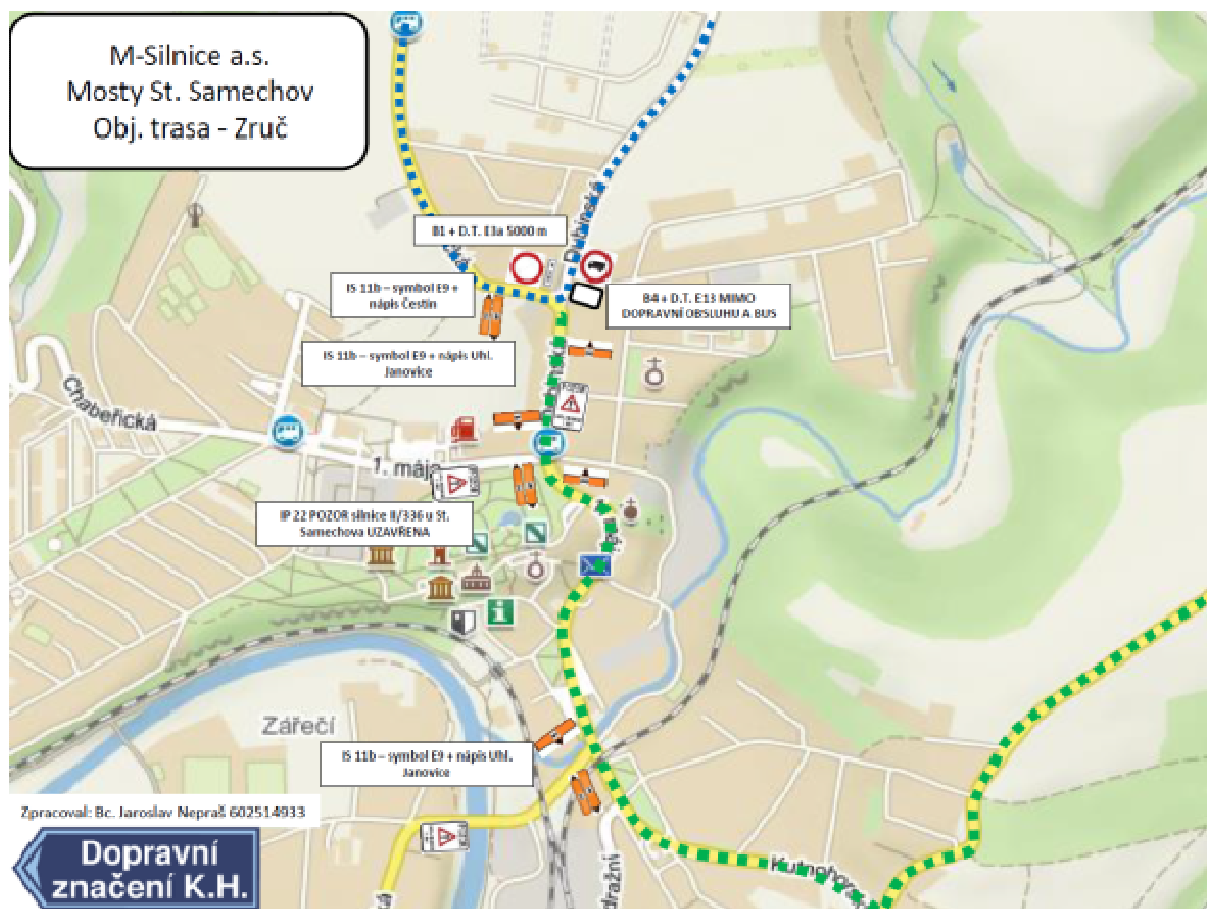 M-Silnice a.s.
Mosty St. Samechov
Obj. trasa - Zruč
B1 + D.T. E3a 5000 m
IS 11b – symbol E9 +
nápis Čestín
B4 + D.T. E13 MIMO
DOPRAVNÍ OBSLUHU A. BUS
IS 11b – symbol E9 + nápis Uhl.
Janovice
Chabeřická
1. máje
POZOR
IP 22 POZOR silnice II/336 u St.
Samechova UZAVŘENA
Zářečí
IS 11b – symbol E9 + nápis Uhl.
Janovice
Zpracoval: Bc. Jaroslav Nepraš 602514933
Dopravní
značení K.H.